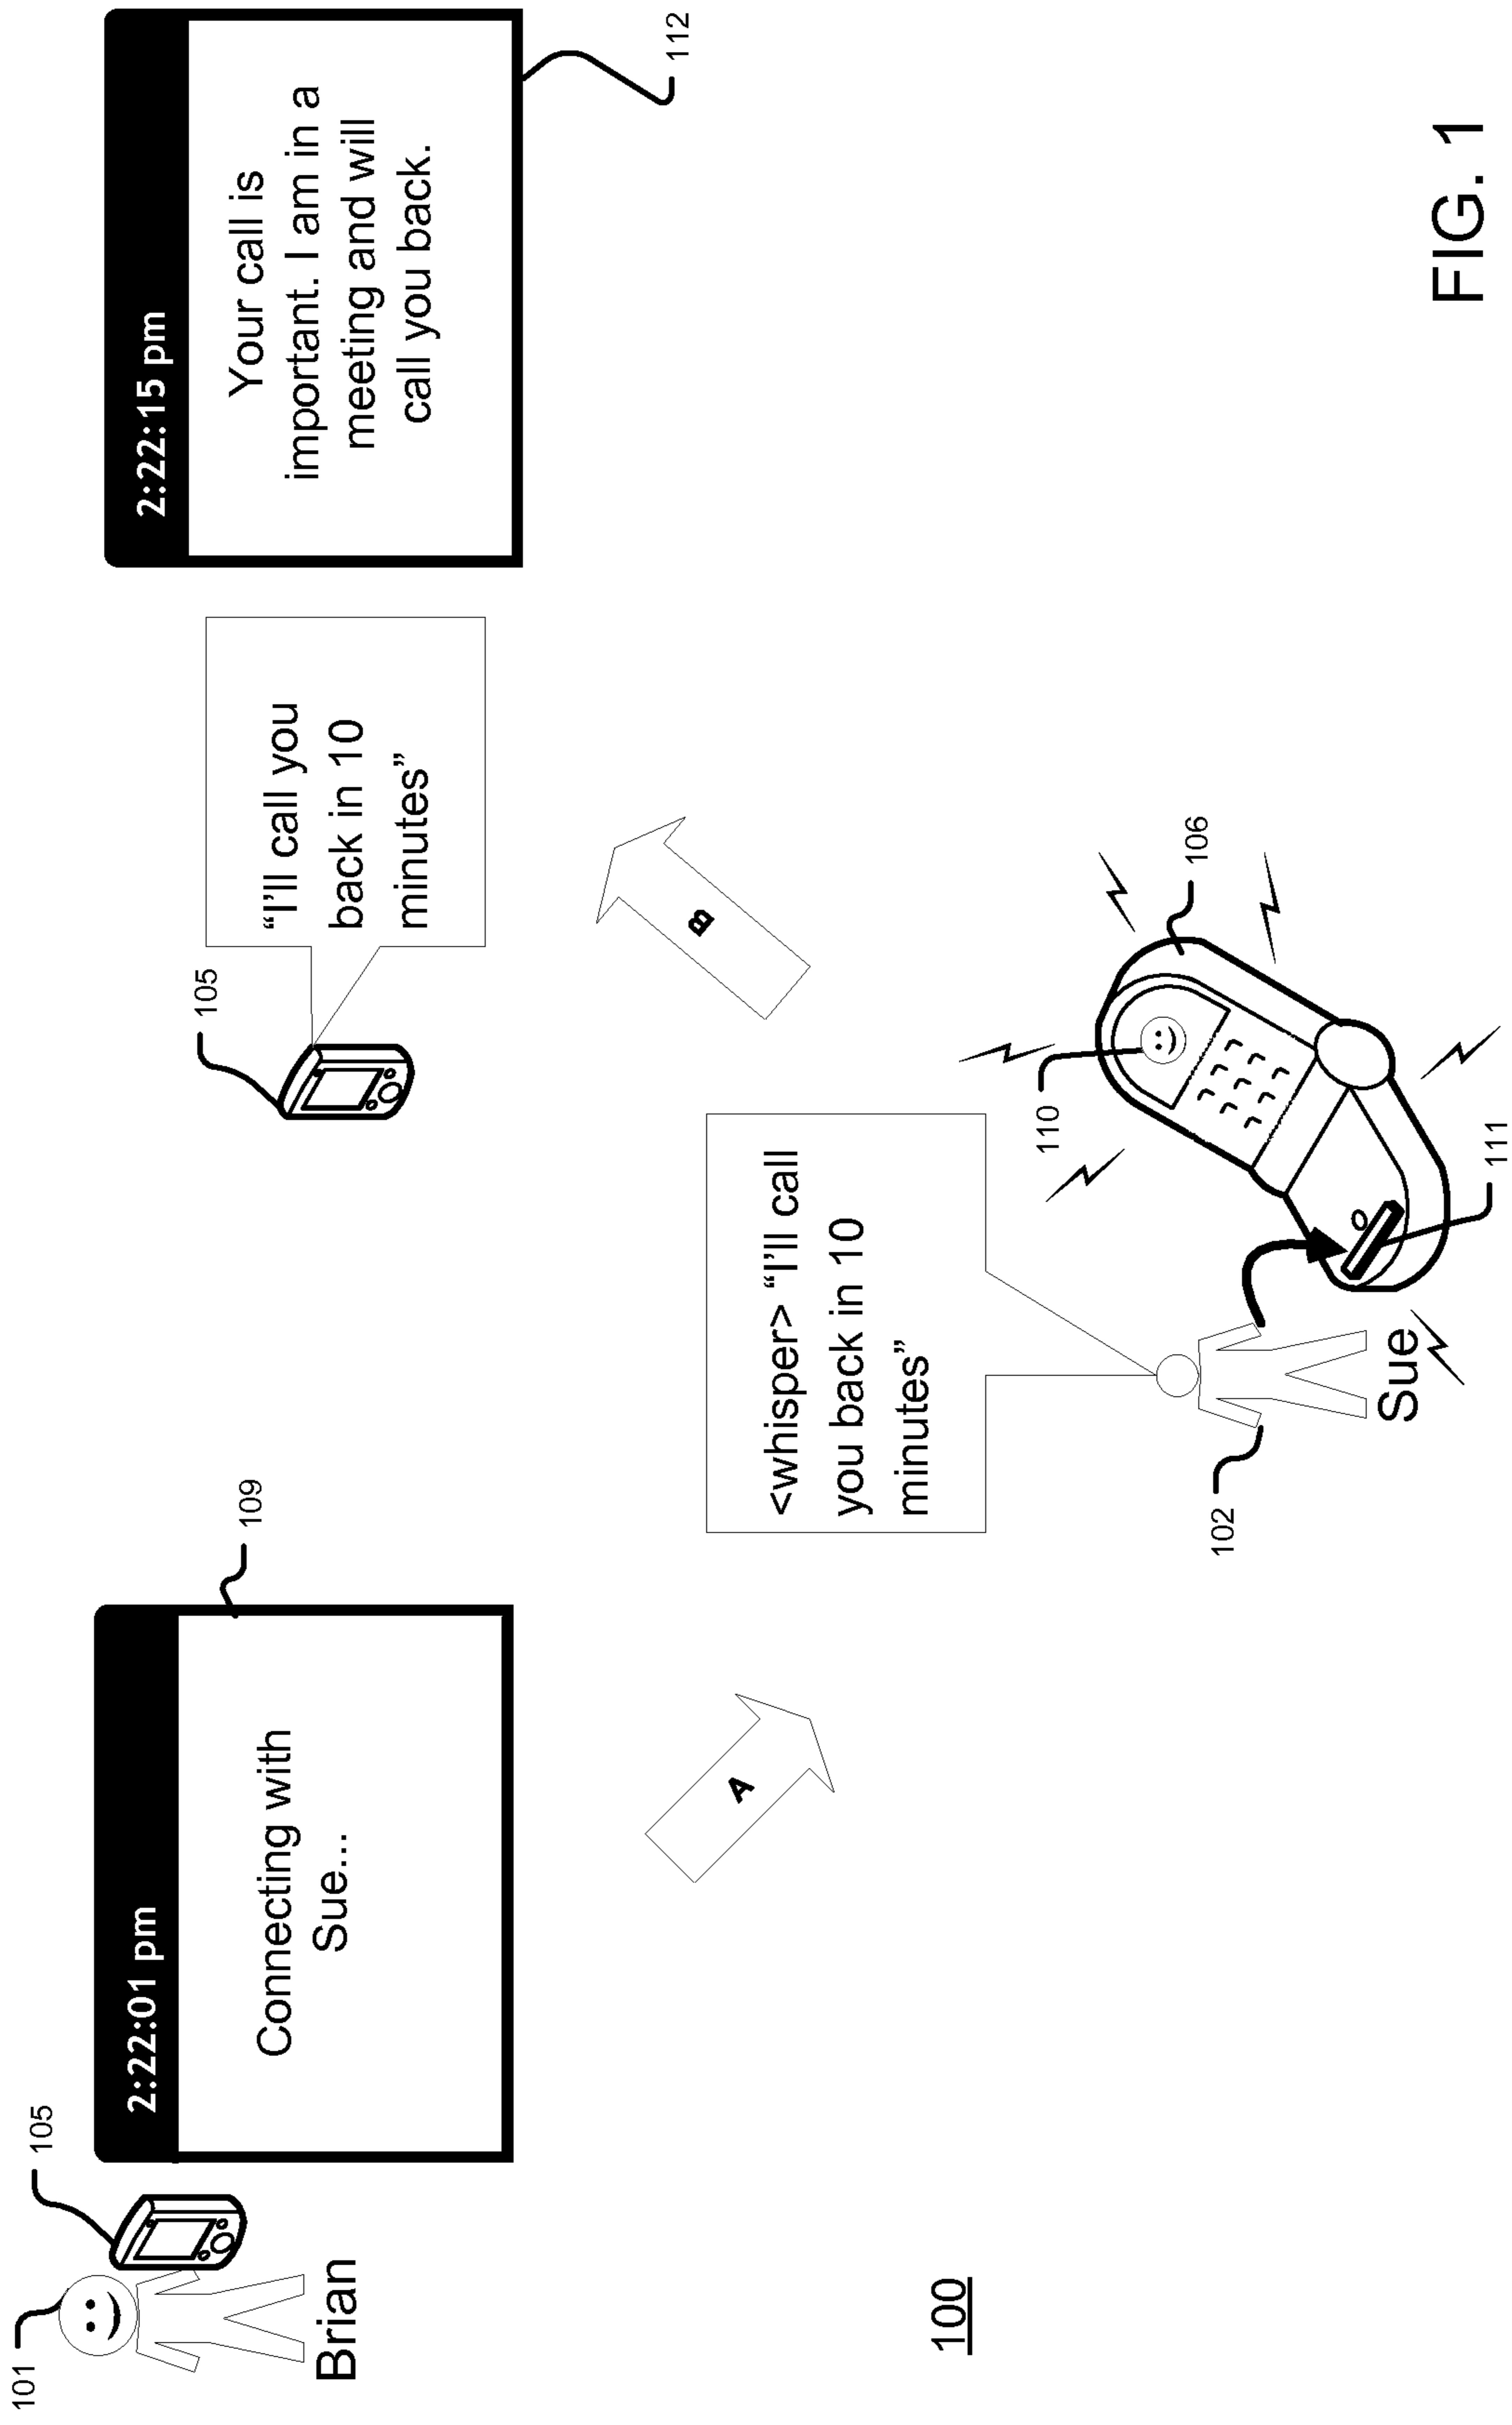 101
105
Brian
2:22:01 pm
Connecting with
Sue...
109
A
<whisper> “I’ll call
you back in 10
minutes”
102
Sue
110
111
106
B
105
“I’ll call you
back in 10
minutes”
2:22:15 pm
Your call is
important. I am in a
meeting and will
call you back.
112
100
FIG. 1